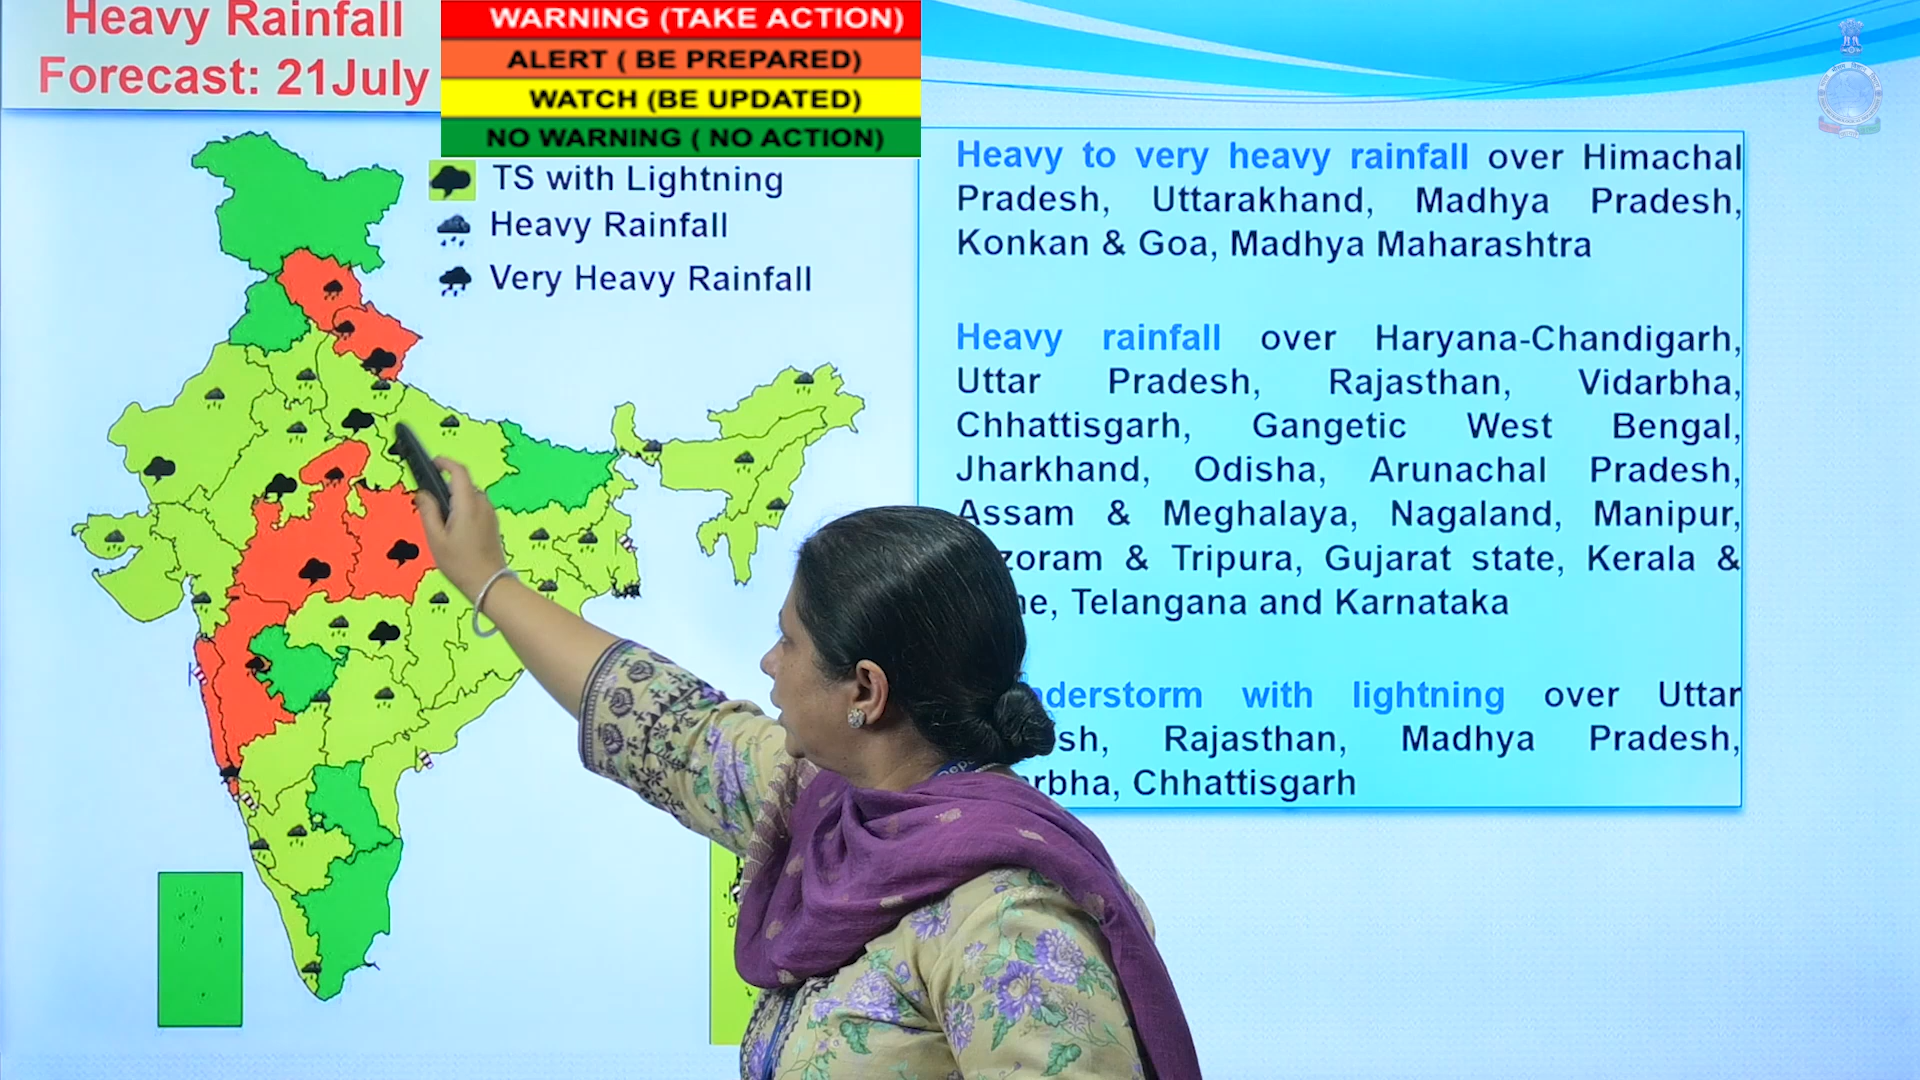 Heavy Rainfall
Forecast: 21July
WARNING (TAKE ACTION)
ALERT ( BE PREPARED)
WATCH (BE UPDATED)
NO WARNING ( NO ACTION)
TS with Lightning
Heavy Rainfall
Very Heavy Rainfall
Heavy to very heavy rainfall over Himachal
Pradesh, Uttarakhand, Madhya Pradesh,
Konkan & Goa, Madhya Maharashtra
Heavy rainfall over Haryana-Chandigarh,
Uttar Pradesh, Rajasthan, Vidarbha,
Chhattisgarh, Gangetic West Bengal,
Jharkhand, Odisha, Arunachal Pradesh,
Assam & Meghalaya, Nagaland, Manipur,
zoram & Tripura, Gujarat state, Kerala &
he, Telangana and Karnataka
nderstorm with lightning over Uttar
sh, Rajasthan, Madhya Pradesh,
rbha, Chhattisgarh